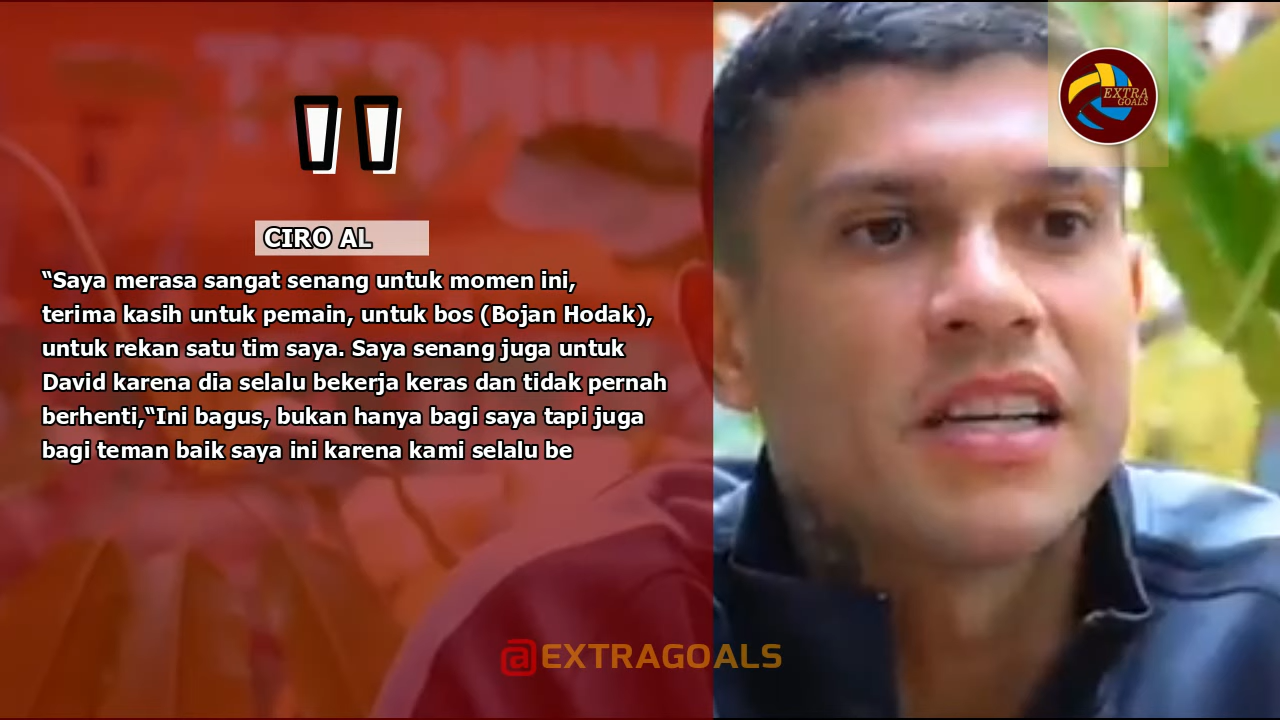 TERMINA
EXTRA
GOALS
CIRO AL
“Saya merasa sangat senang untuk momen ini,
terima kasih untuk pemain, untuk bos (Bojan Hodak),
untuk rekan satu tim saya. Saya senang juga untuk
David karena dia selalu bekerja keras dan tidak pernah
berhenti,“Ini bagus, bukan hanya bagi saya tapi juga
bagi teman baik saya ini karena kami selalu be
@EXTRAGOALS